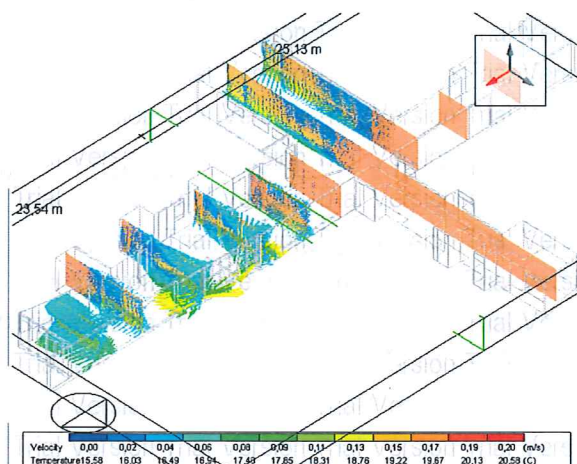 25,13 m
23,54 m
Velocity 0,00 0,02 0,04 0,06 0,08 0,09 0,11 0,13 0,15 0,17 0,19 0,20 (m/s)
Temperature 15,58 16,03 16,49 16,94 17,40 17,85 18,31 18,76 19,22 19,67 20,13 20,58 (C)